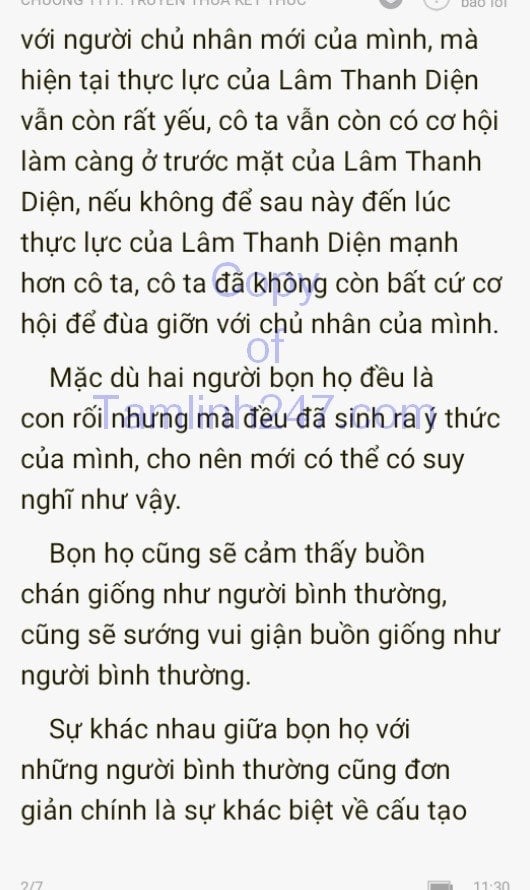 CHƯƠNG 1111: TRUYỀN THỪA KẾT THÚC
báo lỗi
với người chủ nhân mới của mình, mà
hiện tại thực lực của Lâm Thanh Diện
vẫn còn rất yếu, cô ta vẫn còn có cơ hội
làm càng ở trước mặt của Lâm Thanh
Diện, nếu không để sau này đến lúc
thực lực của Lâm Thanh Diện mạnh
hơn cô ta, cô ta đã không còn bất cứ cơ
hội để đùa giỡn với chủ nhân của mình.
Copy
of
Tamlinh247.com
Mặc dù hai người bọn họ đều là
con rối nhưng mà đều đã sinh ra ý thức
của mình, cho nên mới có thể có suy
nghĩ như vậy.
Bọn họ cũng sẽ cảm thấy buồn
chán giống như người bình thường,
cũng sẽ sướng vui giận buồn giống như
người bình thường.
Sự khác nhau giữa bọn họ với
những người bình thường cũng đơn
giản chính là sự khác biệt về cấu tạo
2/7
11:30